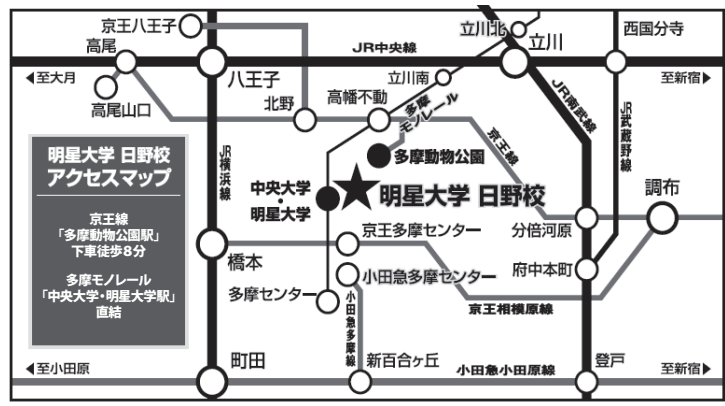 京王八王子
高尾
高尾山口
八王子
北野
JR中央線
立川北
立川
立川南
西国分寺
◀至大月
至新宿▶
高幡不動
多摩
モノレール
京王線
JR南武線
JR武蔵野線
JR横浜線
多摩動物公園
中央大学
・
明星大学
明星大学 日野校
調布
分倍河原
府中本町
京王多摩センター
橋本
小田急多摩センター
多摩センター
小田急多摩線
京王相模原線
町田
新百合ヶ丘
小田急小田原線
登戸
◀至小田原
至新宿▶
明星大学 日野校
アクセスマップ
京王線
「多摩動物公園駅」
下車徒歩8分
多摩モノレール
「中央大学・明星大学駅」
直結